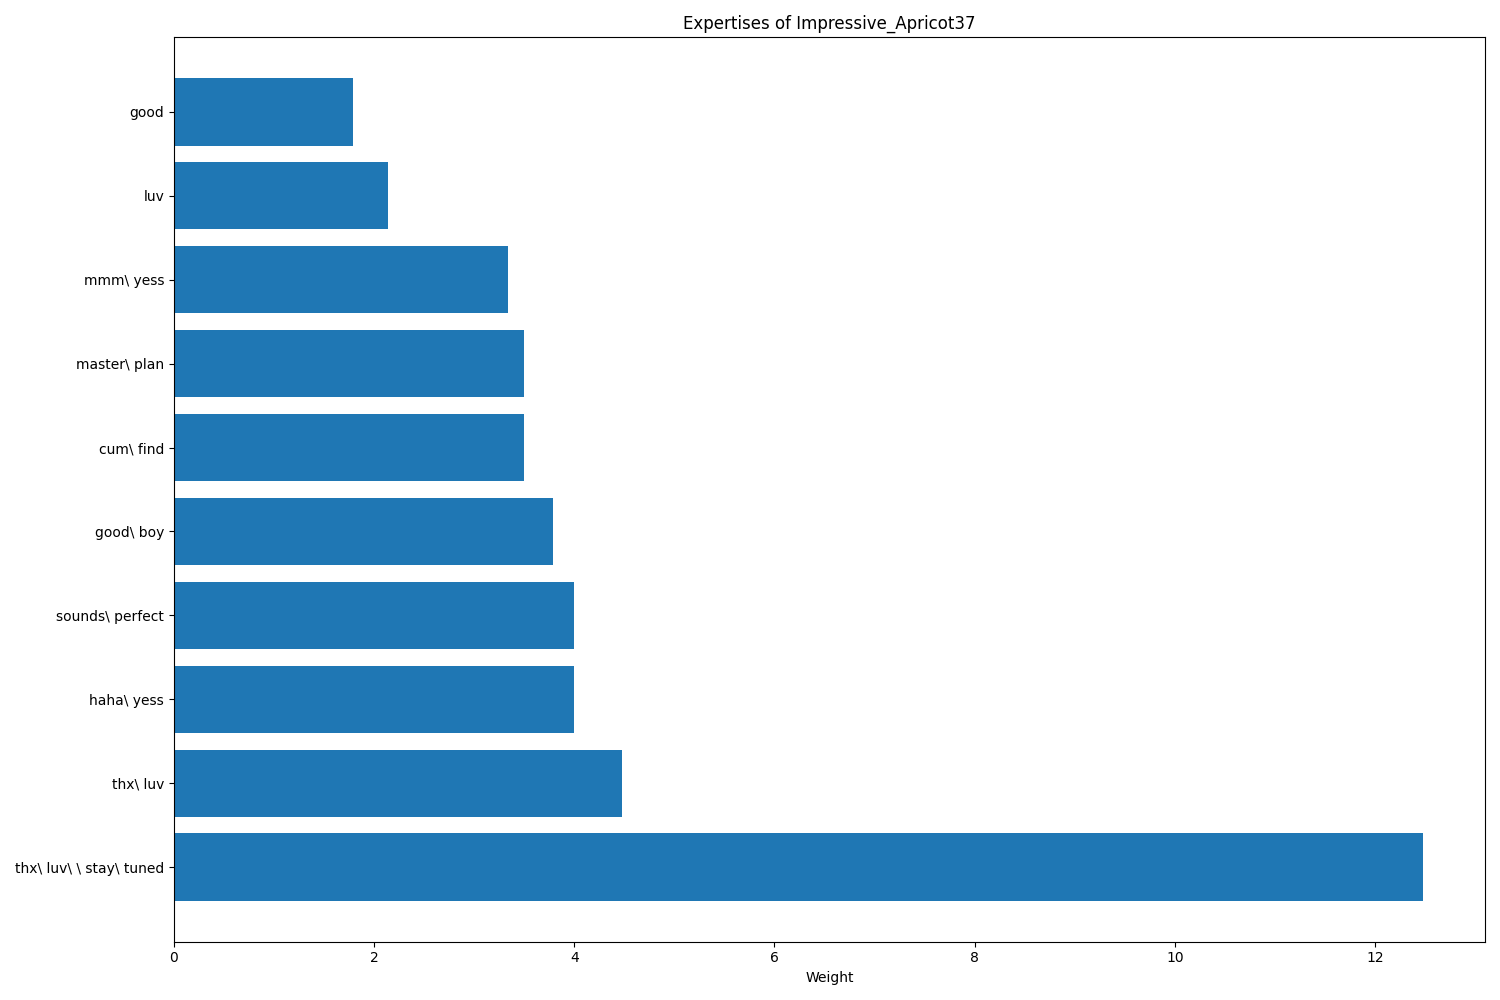 Expertises of Impressive_Apricot37
good
luv
mmm\ yess
master\ plan
cum\ find
good\ boy
sounds\ perfect
haha\ yess
thx\ luv
thx\ luv\ \ stay\ tuned
0 2 4 6 8 10 12
Weight